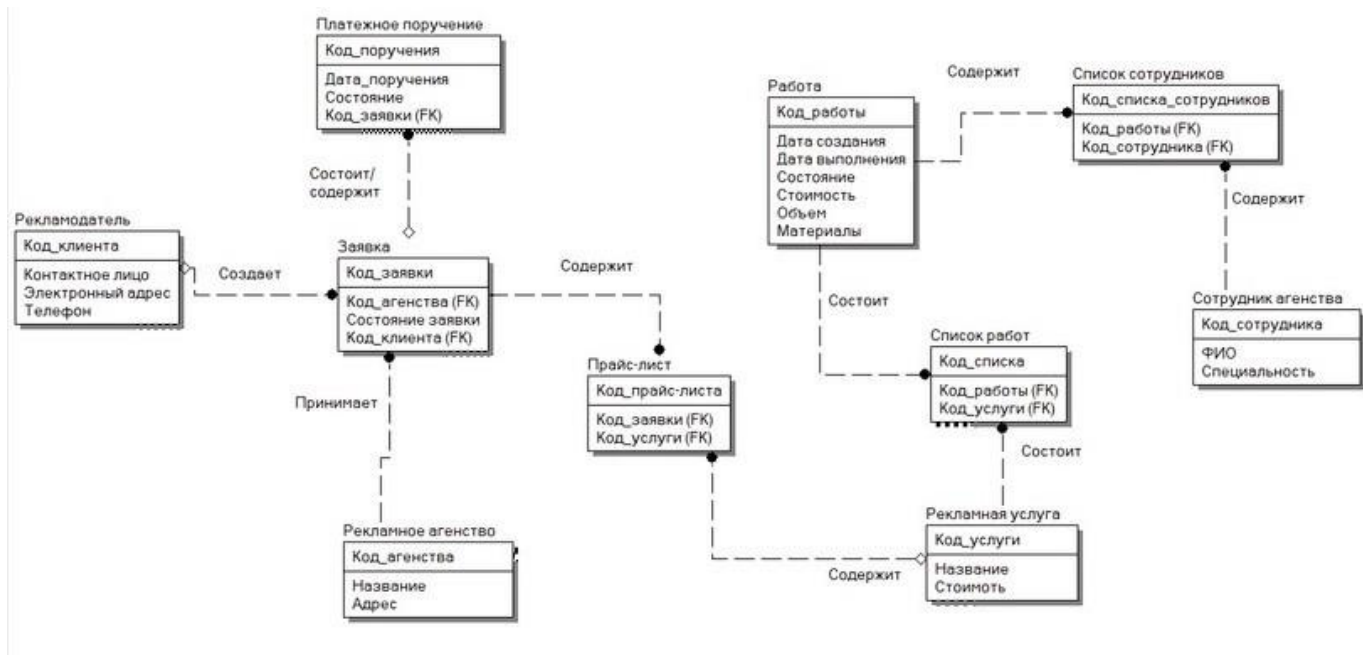 Платежное поручение
Код_поручения
Дата_поручения
Состояние
Код_заявки (FK)
Состоит/
содержит
Рекламодатель
Код_клиента
Контактное лицо
Электронный адрес
Телефон
Создает
Заявка
Код_заявки
Код_агенства (FK)
Состояние заявки
Код_клиента (FK)
Содержит
Принимает
Прайс-лист
Код_прайс-листа
Код_заявки (FK)
Код_услуги (FK)
Рекламное агенство
Код_агенства
Название
Адрес
Работа
Код_работы
Дата создания
Дата выполнения
Состояние
Стоимость
Объем
Материалы
Содержит
Список сотрудников
Код_списка_сотрудников
Код_работы (FK)
Код_сотрудника (FK)
Содержит
Состоит
Сотрудник агенства
Код_сотрудника
ФИО
Специальность
Список работ
Код_списка
Код_работы (FK)
Код_услуги (FK)
Состоит
Рекламная услуга
Код_услуги
Название
Стоимоть
Содержит